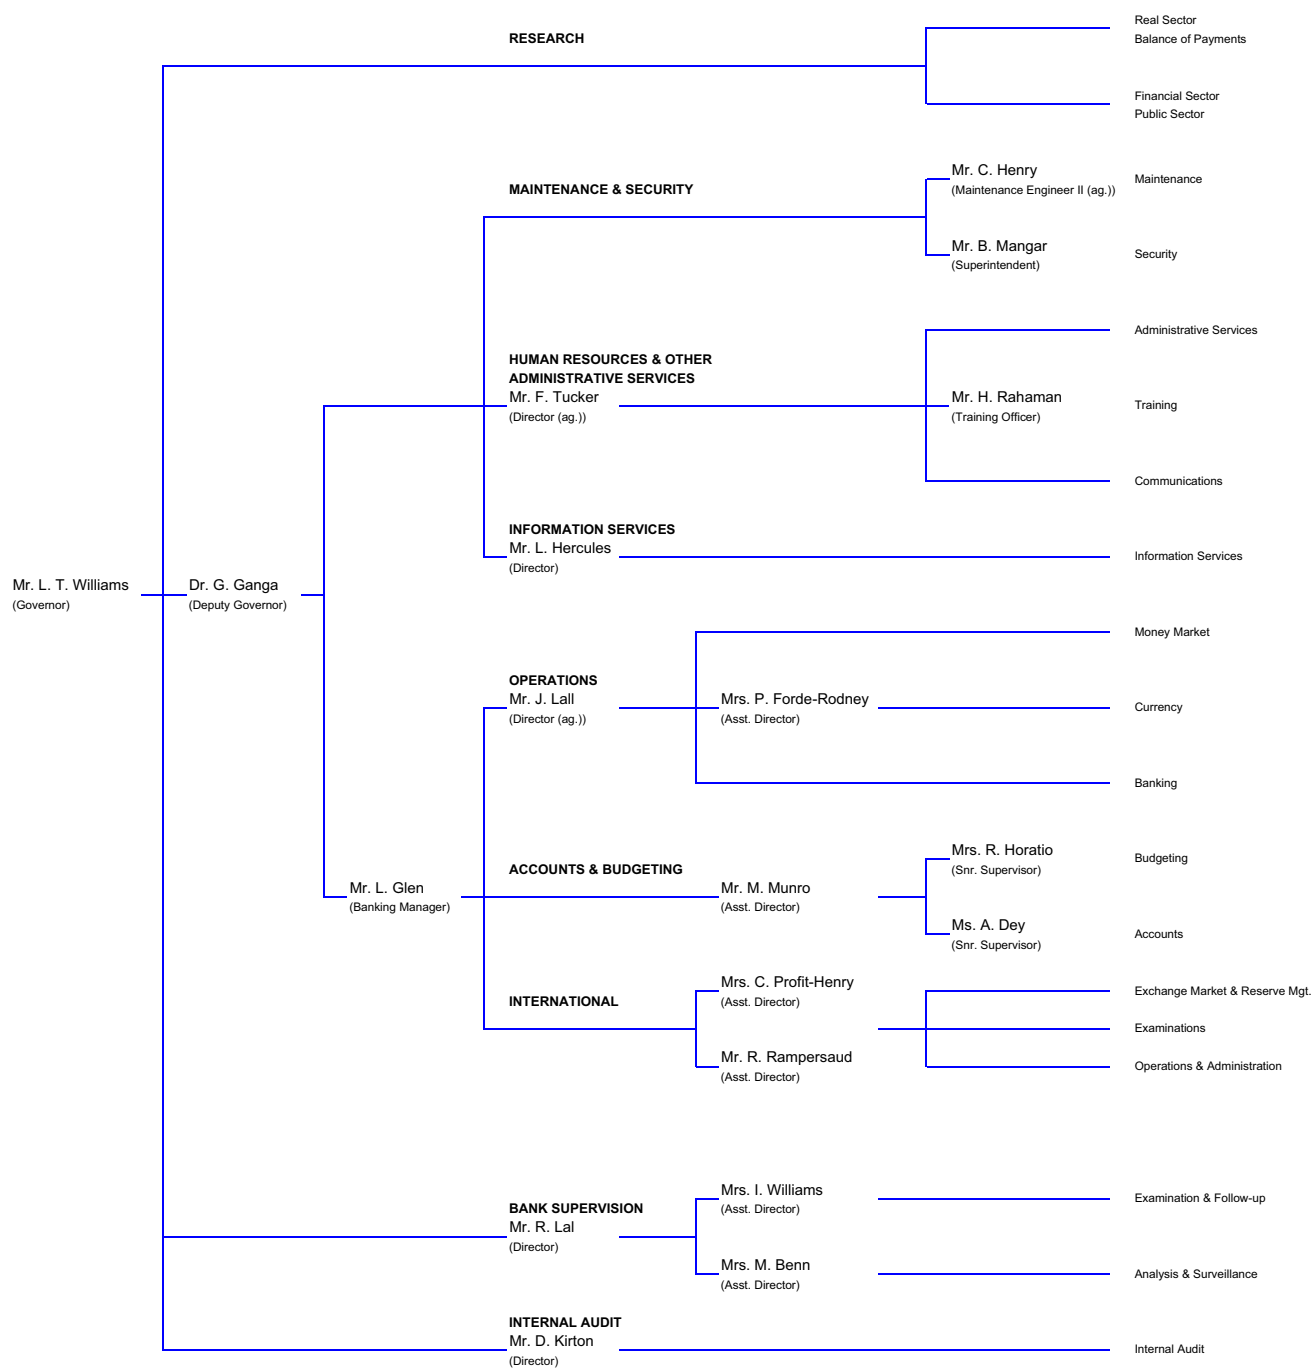 RESEARCH
Real Sector
Balance of Payments
Financial Sector
Public Sector
MAINTENANCE & SECURITY
Mr. C. Henry
(Maintenance Engineer II (ag.))
Maintenance
Mr. B. Mangar
(Superintendent)
Security
Administrative Services
HUMAN RESOURCES & OTHER
ADMINISTRATIVE SERVICES
Mr. F. Tucker
(Director (ag.))
Mr. H. Rahaman
(Training Officer)
Training
Communications
INFORMATION SERVICES
Mr. L. Hercules
(Director)
Information Services
Mr. L. T. Williams
(Governor)
Dr. G. Ganga
(Deputy Governor)
Money Market
OPERATIONS
Mr. J. Lall
(Director (ag.))
Mrs. P. Forde-Rodney
(Asst. Director)
Currency
Banking
Mr. L. Glen
(Banking Manager)
ACCOUNTS & BUDGETING
Mr. M. Munro
(Asst. Director)
Mrs. R. Horatio
(Snr. Supervisor)
Budgeting
Ms. A. Dey
(Snr. Supervisor)
Accounts
INTERNATIONAL
Mrs. C. Profit-Henry
(Asst. Director)
Mr. R. Rampersaud
(Asst. Director)
Exchange Market & Reserve Mgt.
Examinations
Operations & Administration
BANK SUPERVISION
Mr. R. Lal
(Director)
Mrs. I. Williams
(Asst. Director)
Examination & Follow-up
Mrs. M. Benn
(Asst. Director)
Analysis & Surveillance
INTERNAL AUDIT
Mr. D. Kirton
(Director)
Internal Audit